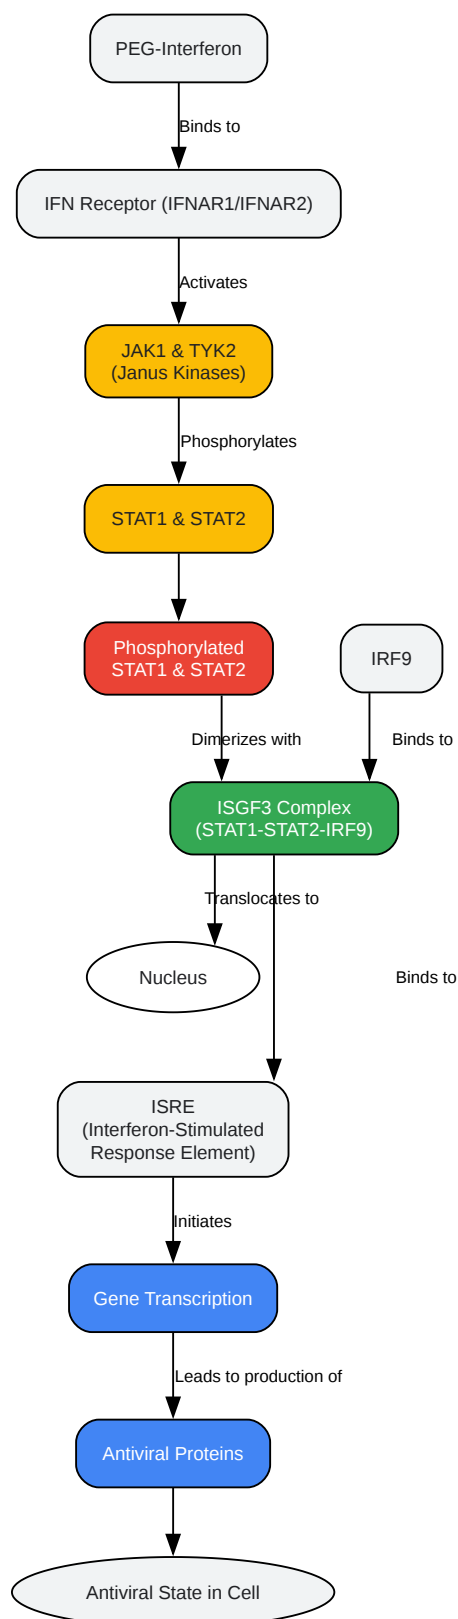 PEG-Interferon
Binds to
IFN Receptor (IFNAR1/IFNAR2)
Activates
JAK1 & TYK2
(Janus Kinases)
Phosphorylates
STAT1 & STAT2
Phosphorylated
STAT1 & STAT2
IRF9
Dimerizes with
Binds to
ISGF3 Complex
(STAT1-STAT2-IRF9)
Translocates to
Nucleus
Binds to
ISRE
(Interferon-Stimulated
Response Element)
Initiates
Gene Transcription
Leads to production of
Antiviral Proteins
Antiviral State in Cell